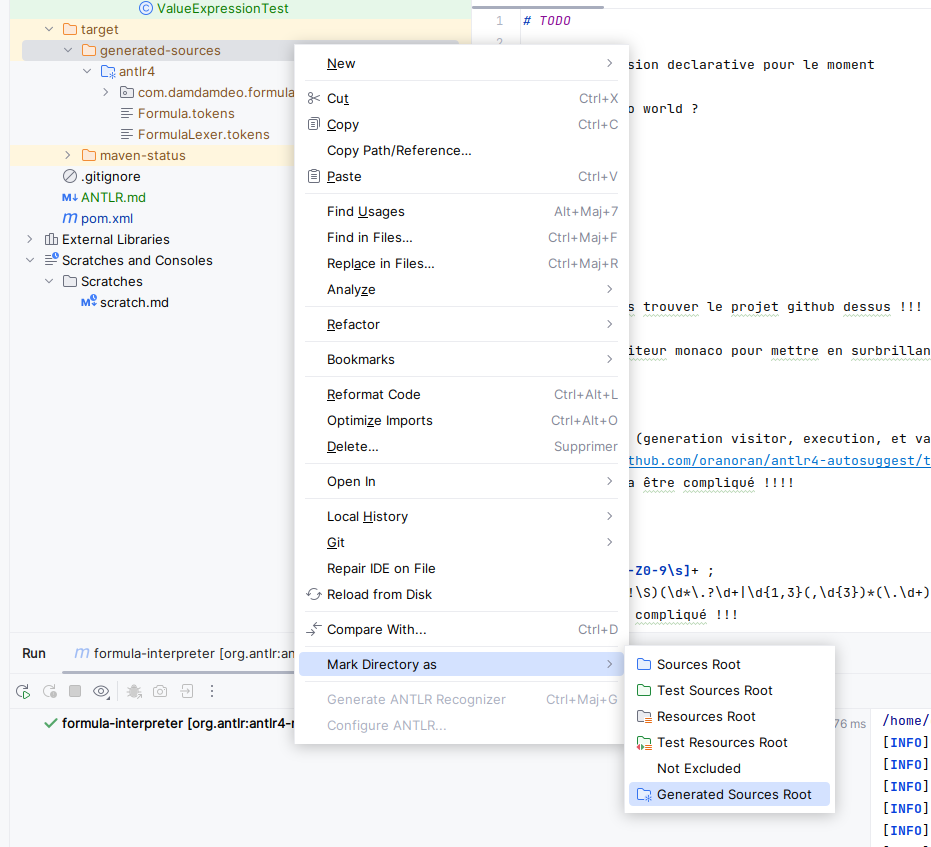 ValueExpressionTest
target
generated-sources
antlr4
com.damdamdeo.formula
Formula.tokens
FormulaLexer.tokens
maven-status
.gitignore
M↓ ANTLR.md
m pom.xml
External Libraries
Scratches and Consoles
Scratches
M↓ scratch.md
1 # TODO
2
sion declarative pour le moment
o world ?
s trouver le projet github dessus !!!
iteur monaco pour mettre en surbrillan
(generation visitor, execution, et va
thub.com/oranoran/antlr4-autosuggest/t
a être compliqué !!!!
-Z0-9\s]+ ;
!\S)(\d*\.?\d+|\d{1,3}(,\d{3})*(\.\d+)
compliqué !!!
New
Cut Ctrl+X
Copy Ctrl+C
Copy Path/Reference...
Paste Ctrl+V
Find Usages Alt+Maj+7
Find in Files... Ctrl+Maj+F
Replace in Files... Ctrl+Maj+R
Analyze
Refactor
Bookmarks
Reformat Code Ctrl+Alt+L
Optimize Imports Ctrl+Alt+O
Delete... Supprimer
Open In
Local History
Git
Repair IDE on File
Reload from Disk
Compare With... Ctrl+D
Mark Directory as
Generate ANTLR Recognizer Ctrl+Maj+G
Configure ANTLR...
Sources Root
Test Sources Root
Resources Root
Test Resources Root
Not Excluded
Generated Sources Root
Run m formula-interpreter [org.an
formula-interpreter [org.antlr:antlr4-
76 ms
/home/
[INFO]
[INFO]
[INFO]
[INFO]
[INFO]